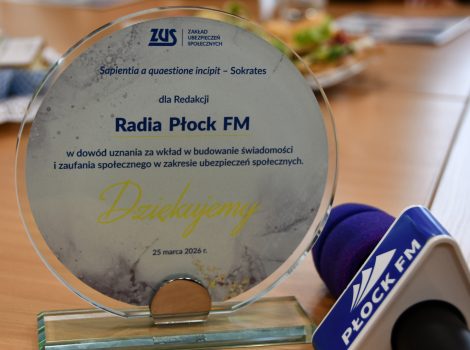 ZUS
ZAKŁAD
UBEZPIECZEŃ
SPOŁECZNYCH
Sapientia a quaestione incipit – Sokrates
dla Redakcji
Radia Płock FM
w dowód uznania za wkład w budowanie świadomości
i zaufania społecznego w zakresie ubezpieczeń społecznych.
Dziękujemy
25 marca 2026 r.
PŁOCK FM